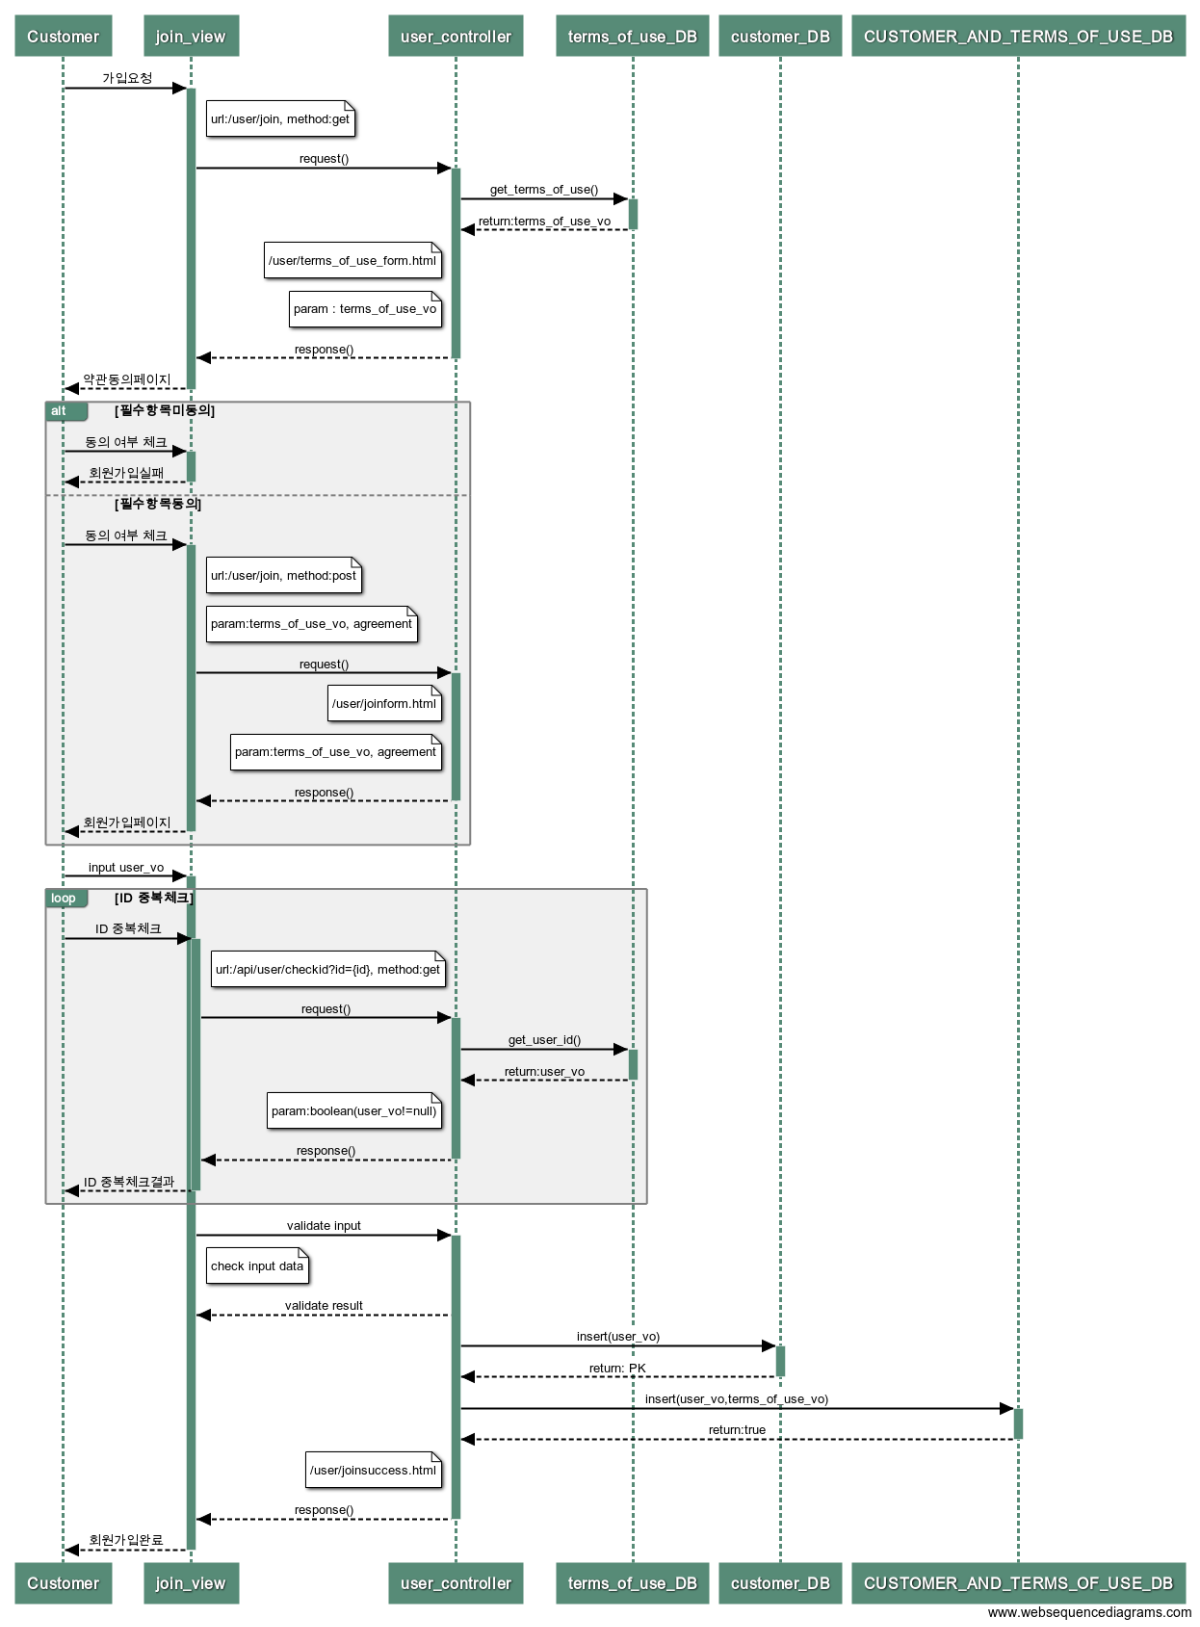 Customer
join_view
user_controller
terms_of_use_DB
customer_DB
CUSTOMER_AND_TERMS_OF_USE_DB
가입요청
url:/user/join, method:get
request()
get_terms_of_use()
return:terms_of_use_vo
/user/terms_of_use_form.html
param : terms_of_use_vo
response()
약관동의페이지
alt
[필수항목미동의]
동의 여부 체크
회원가입실패
[필수항목동의]
동의 여부 체크
url:/user/join, method:post
param:terms_of_use_vo, agreement
request()
/user/joinform.html
param:terms_of_use_vo, agreement
response()
회원가입페이지
input user_vo
loop
[ID 중복체크]
ID 중복체크
url:/api/user/checkid?id={id}, method:get
request()
get_user_id()
return:user_vo
param:boolean(user_vo!=null)
response()
ID 중복체크결과
validate input
check input data
validate result
insert(user_vo)
return: PK
insert(user_vo,terms_of_use_vo)
return:true
/user/joinsuccess.html
response()
회원가입완료
Customer
join_view
user_controller
terms_of_use_DB
customer_DB
CUSTOMER_AND_TERMS_OF_USE_DB
www.websequencediagrams.com